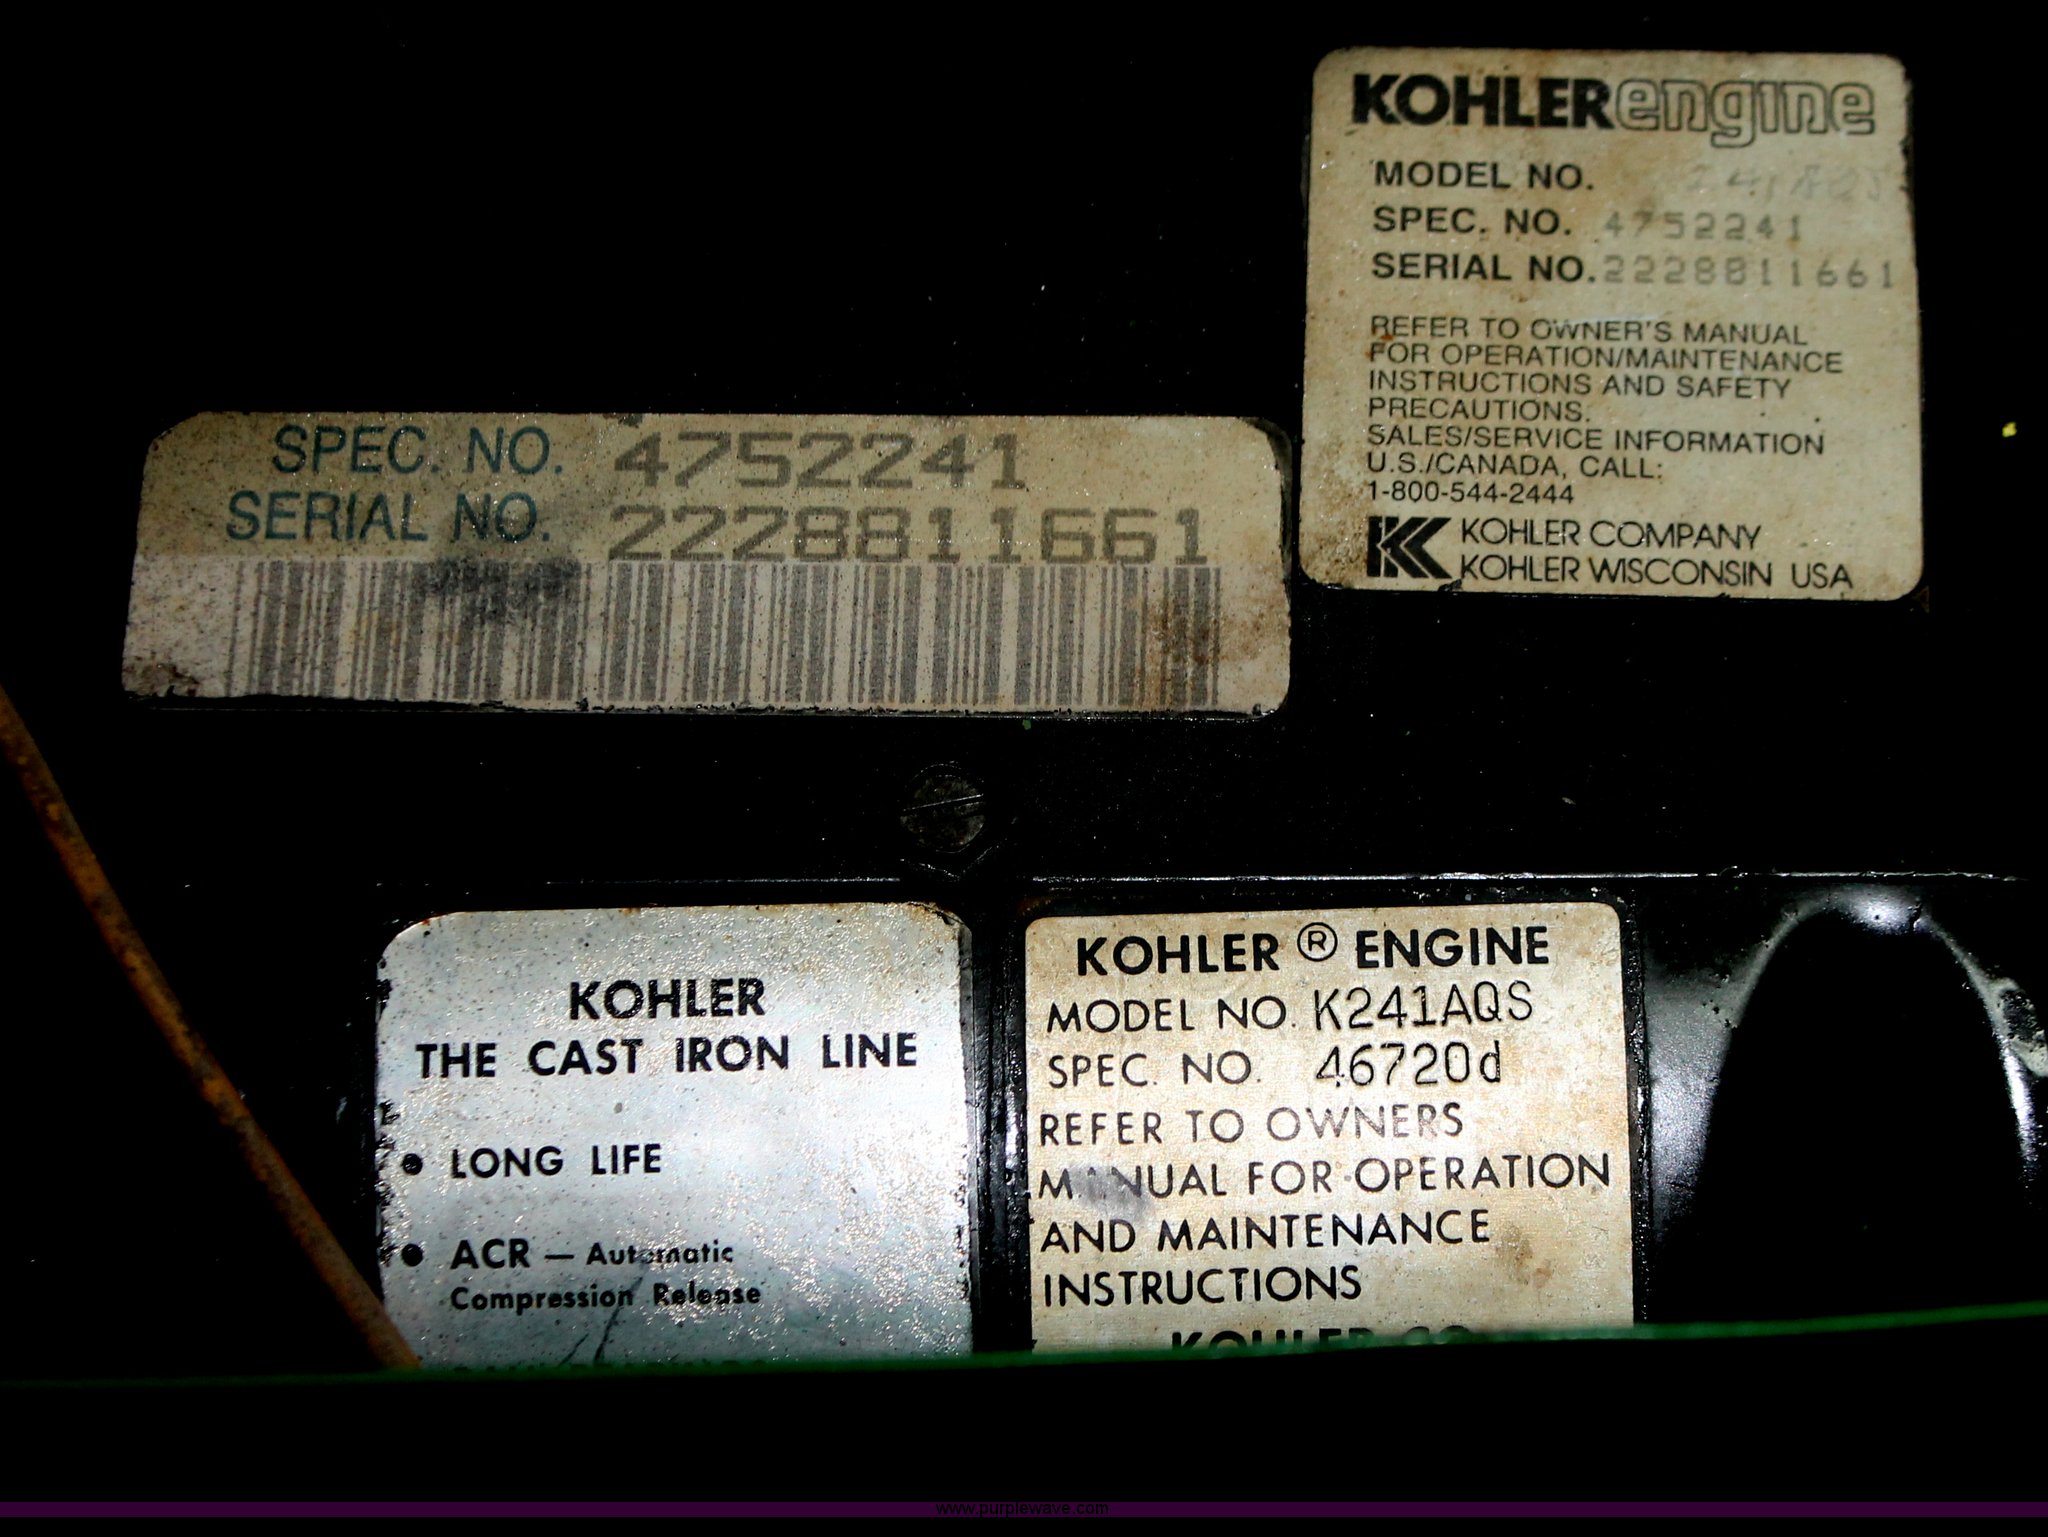 KOHLERengine
MODEL NO.
SPEC. NO. 4752241
SERIAL NO. 2228811661
REFER TO OWNER'S MANUAL
FOR OPERATION/MAINTENANCE
INSTRUCTIONS AND SAFETY
PRECAUTIONS.
SALES/SERVICE INFORMATION
U.S./CANADA, CALL:
1-800-544-2444
KOHLER COMPANY
KOHLER WISCONSIN USA
SPEC. NO. 4752241
SERIAL NO. 2228811661
KOHLER
THE CAST IRON LINE
• LONG LIFE
• ACR — Automatic
Compression Release
KOHLER ® ENGINE
MODEL NO. K241AQS
SPEC. NO. 46720d
REFER TO OWNERS
MANUAL FOR OPERATION
AND MAINTENANCE
INSTRUCTIONS
KOHLER CO.
www.purplewave.com